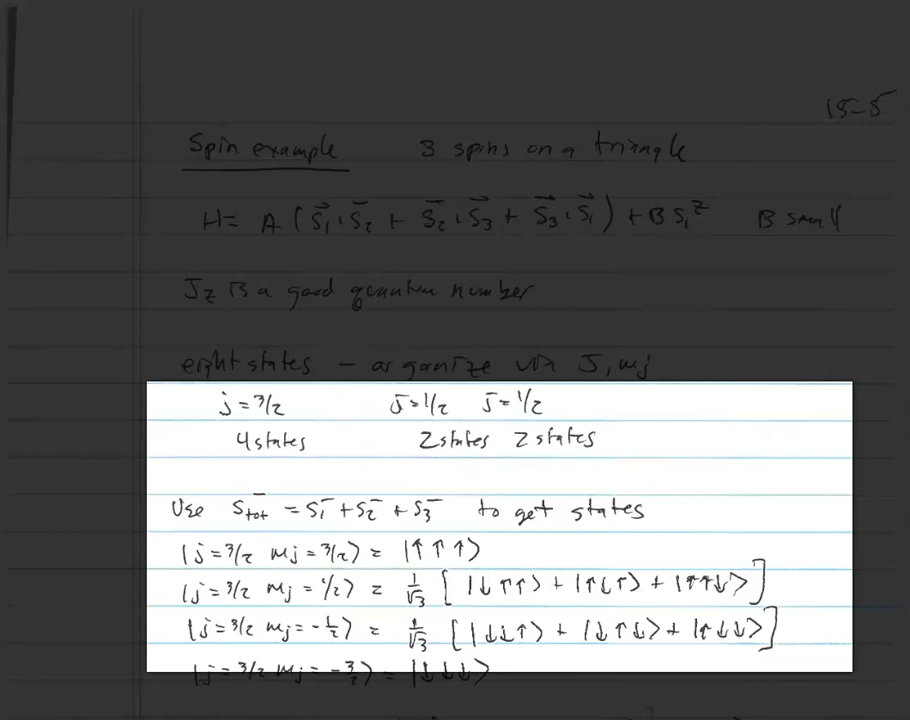 15-5
Spin example 3 spins on a triangle
H = A ( S⃗₁·S⃗₂ + S⃗₂·S⃗₃ + S⃗₃·S⃗₁ ) + B S₁ᶻ B small
J_z is a good quantum number
eight states — organize via J, mj
j = 3/2 J = 1/2 J = 1/2
4 states 2 states 2 states
Use S⁻_tot = S₁⁻ + S₂⁻ + S₃⁻ to get states
|j = 3/2 mj = 3/2⟩ = |↑↑↑⟩
|j = 3/2 mj = 1/2⟩ = 1/√3 [ |↓↑↑⟩ + |↑↓↑⟩ + |↑↑↓⟩ ]
|j = 3/2 mj = -1/2⟩ = 1/√3 [ |↓↓↑⟩ + |↓↑↓⟩ + |↑↓↓⟩ ]
|j = 3/2 mj = -3/2⟩ = |↓↓↓⟩